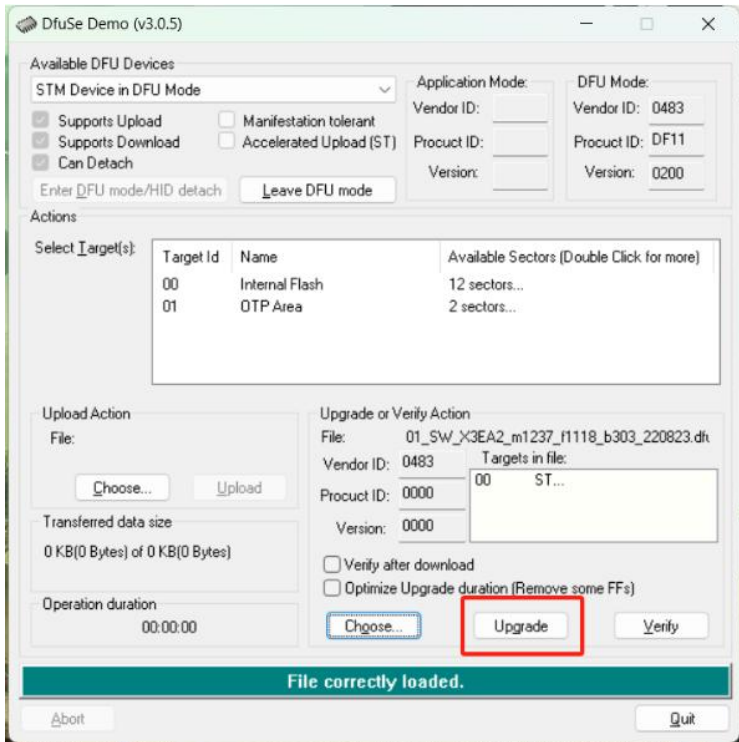 DfuSe Demo (v3.0.5)
Available DFU Devices
STM Device in DFU Mode
Supports Upload
Manifestation tolerant
Supports Download
Accelerated Upload (ST)
Can Detach
Enter DFU mode/HID detach
Leave DFU mode
Application Mode:
Vendor ID:
Procuct ID:
Version:
DFU Mode:
Vendor ID: 0483
Procuct ID: DF11
Version: 0200
Actions
Select Target(s):
Target Id Name Available Sectors (Double Click for more)
00 Internal Flash 12 sectors...
01 OTP Area 2 sectors...
Upload Action
File:
Choose... Upload
Transferred data size
0 KB(0 Bytes) of 0 KB(0 Bytes)
Operation duration
00:00:00
Upgrade or Verify Action
File: 01_SW_X3EA2_m1237_f1118_b303_220823.dfu
Vendor ID: 0483
Procuct ID: 0000
Version: 0000
Targets in file:
00 ST...
Verify after download
Optimize Upgrade duration (Remove some FFs)
Choose... Upgrade Verify
File correctly loaded.
Abort Quit